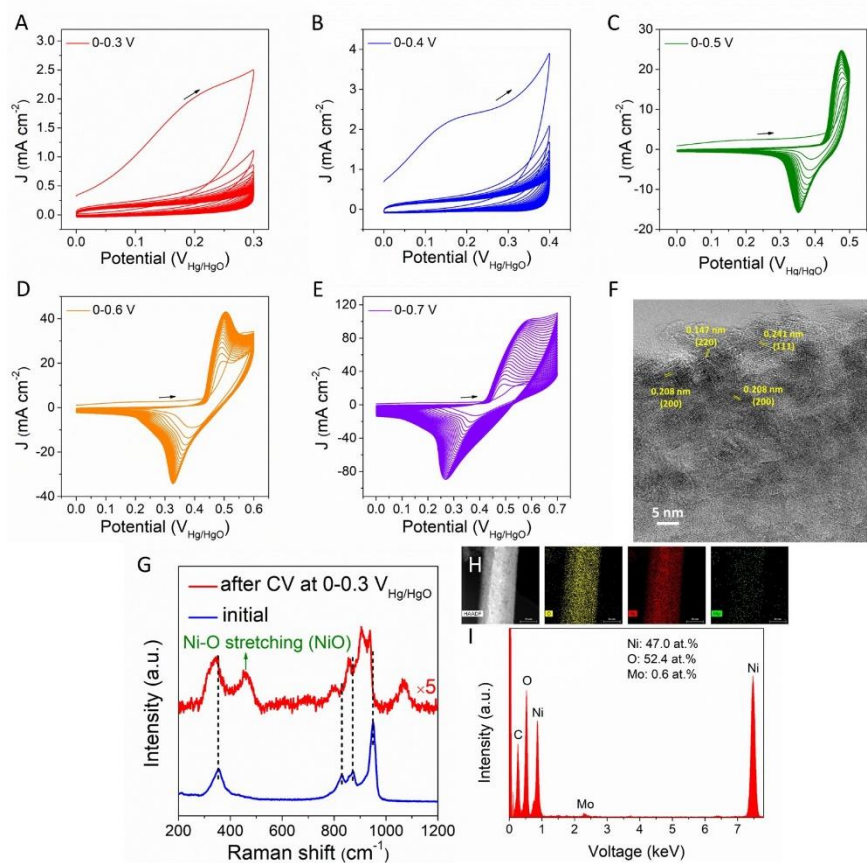 A
0-0.3 V
3.0
2.5
2.0
1.5
1.0
0.5
0.0
J (mA cm⁻²)
0.0 0.1 0.2 0.3
Potential (V_Hg/HgO)
B
0-0.4 V
4
3
2
1
0
J (mA cm⁻²)
0.0 0.1 0.2 0.3 0.4
Potential (V_Hg/HgO)
C
0-0.5 V
30
20
10
0
-10
-20
J (mA cm⁻²)
0.0 0.1 0.2 0.3 0.4 0.5
Potential (V_Hg/HgO)
D
0-0.6 V
40
20
0
-20
-40
J (mA cm⁻²)
0.0 0.1 0.2 0.3 0.4 0.5 0.6
Potential (V_Hg/HgO)
E
0-0.7 V
120
80
40
0
-40
-80
J (mA cm⁻²)
0.0 0.1 0.2 0.3 0.4 0.5 0.6 0.7
Potential (V_Hg/HgO)
F
0.147 nm
(220)
0.241 nm
(111)
0.208 nm
(200)
0.208 nm
(200)
5 nm
G
after CV at 0-0.3 V_Hg/HgO
initial
Ni-O stretching (NiO)
×5
Intensity (a.u.)
200 400 600 800 1000 1200
Raman shift (cm⁻¹)
H
HAADF
I
Ni: 47.0 at.%
O: 52.4 at.%
Mo: 0.6 at.%
C
O
Ni
Mo
Ni
Intensity (a.u.)
0 1 2 3 4 5 6 7
Voltage (keV)